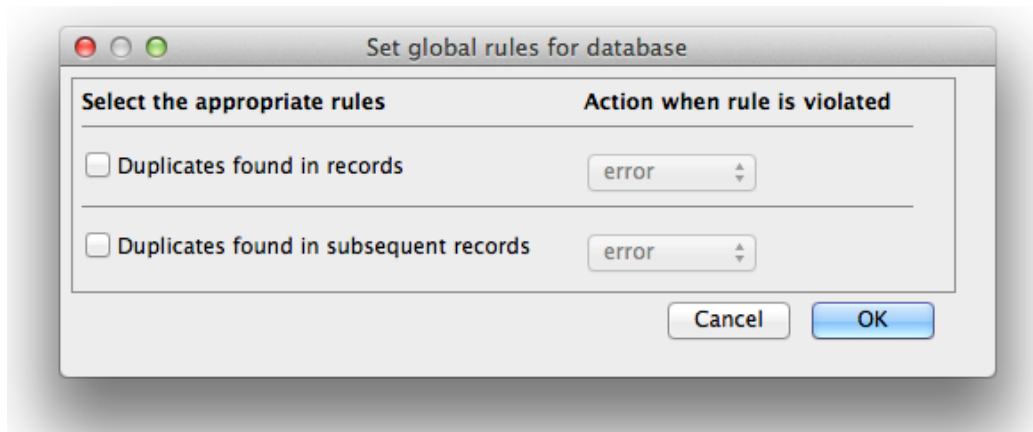 Set global rules for database
Select the appropriate rules Action when rule is violated
Duplicates found in records error
Duplicates found in subsequent records error
Cancel OK